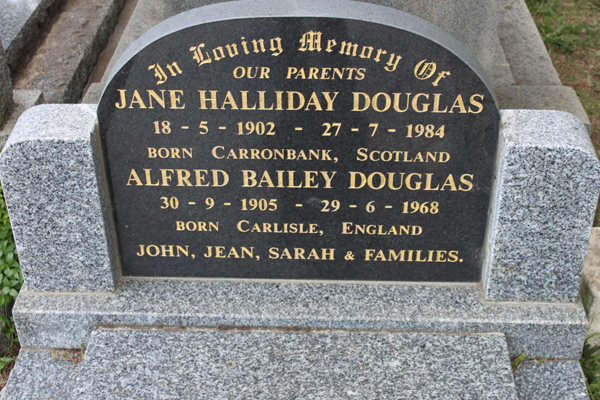 In Loving Memory Of
OUR PARENTS
JANE HALLIDAY DOUGLAS
18 - 5 - 1902 - 27 - 7 - 1984
BORN CARRONBANK, SCOTLAND
ALFRED BAILEY DOUGLAS
30 - 9 - 1905 - 29 - 6 - 1968
BORN CARLISLE, ENGLAND
JOHN, JEAN, SARAH & FAMILIES.